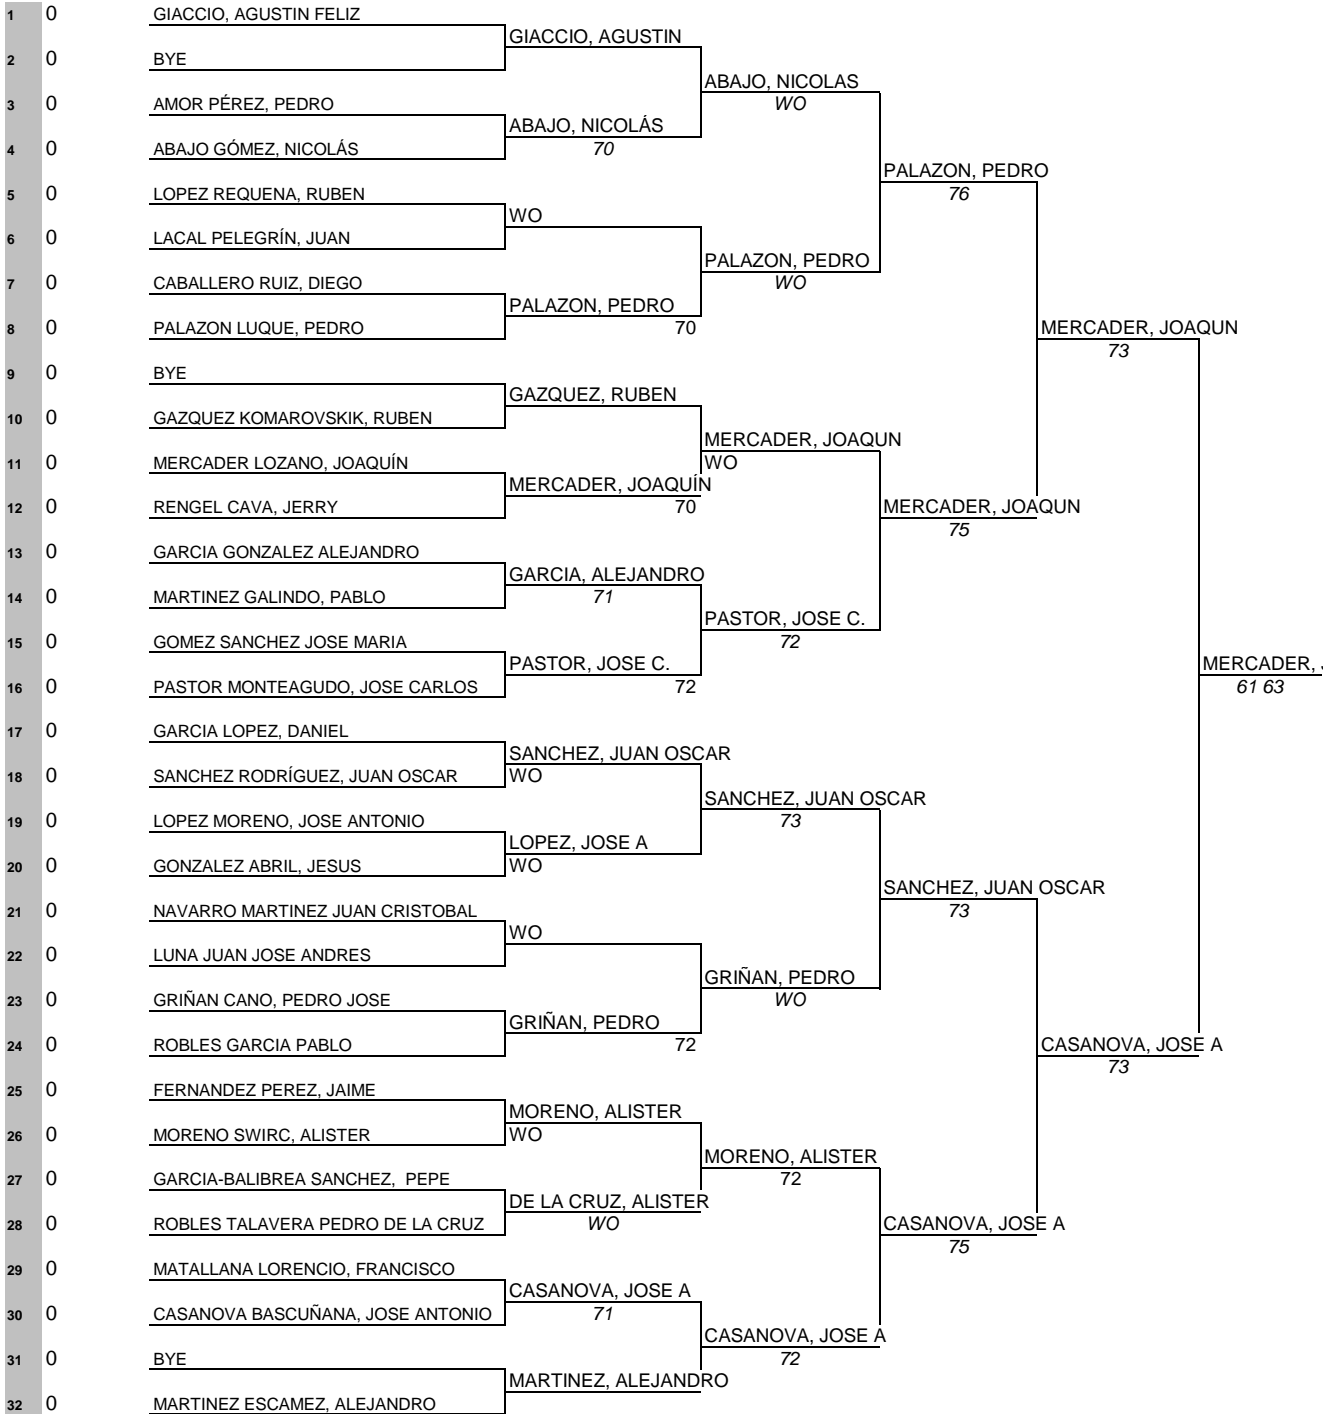 1 0 GIACCIO, AGUSTIN FELIZ
GIACCIO, AGUSTIN
2 0 BYE
ABAJO, NICOLAS
WO
3 0 AMOR PÉREZ, PEDRO
ABAJO, NICOLÁS
70
4 0 ABAJO GÓMEZ, NICOLÁS
PALAZON, PEDRO
76
5 0 LOPEZ REQUENA, RUBEN
WO
6 0 LACAL PELEGRÍN, JUAN
PALAZON, PEDRO
WO
7 0 CABALLERO RUIZ, DIEGO
PALAZON, PEDRO
70
8 0 PALAZON LUQUE, PEDRO
MERCADER, JOAQUN
73
9 0 BYE
GAZQUEZ, RUBEN
10 0 GAZQUEZ KOMAROVSKIK, RUBEN
MERCADER, JOAQUN
WO
11 0 MERCADER LOZANO, JOAQUÍN
MERCADER, JOAQUÍN
70
12 0 RENGEL CAVA, JERRY
MERCADER, JOAQUN
75
13 0 GARCIA GONZALEZ ALEJANDRO
GARCIA, ALEJANDRO
71
14 0 MARTINEZ GALINDO, PABLO
PASTOR, JOSE C.
72
15 0 GOMEZ SANCHEZ JOSE MARIA
PASTOR, JOSE C.
72
16 0 PASTOR MONTEAGUDO, JOSE CARLOS
MERCADER,
61 63
17 0 GARCIA LOPEZ, DANIEL
SANCHEZ, JUAN OSCAR
WO
18 0 SANCHEZ RODRÍGUEZ, JUAN OSCAR
SANCHEZ, JUAN OSCAR
73
19 0 LOPEZ MORENO, JOSE ANTONIO
LOPEZ, JOSE A
WO
20 0 GONZALEZ ABRIL, JESUS
SANCHEZ, JUAN OSCAR
73
21 0 NAVARRO MARTINEZ JUAN CRISTOBAL
WO
22 0 LUNA JUAN JOSE ANDRES
GRIÑAN, PEDRO
WO
23 0 GRIÑAN CANO, PEDRO JOSE
GRIÑAN, PEDRO
72
24 0 ROBLES GARCIA PABLO
CASANOVA, JOSE A
73
25 0 FERNANDEZ PEREZ, JAIME
MORENO, ALISTER
WO
26 0 MORENO SWIRC, ALISTER
MORENO, ALISTER
72
27 0 GARCIA-BALIBREA SANCHEZ, PEPE
DE LA CRUZ, ALISTER
WO
28 0 ROBLES TALAVERA PEDRO DE LA CRUZ
CASANOVA, JOSE A
75
29 0 MATALLANA LORENCIO, FRANCISCO
CASANOVA, JOSE A
71
30 0 CASANOVA BASCUÑANA, JOSE ANTONIO
CASANOVA, JOSE A
72
31 0 BYE
MARTINEZ, ALEJANDRO
32 0 MARTINEZ ESCAMEZ, ALEJANDRO